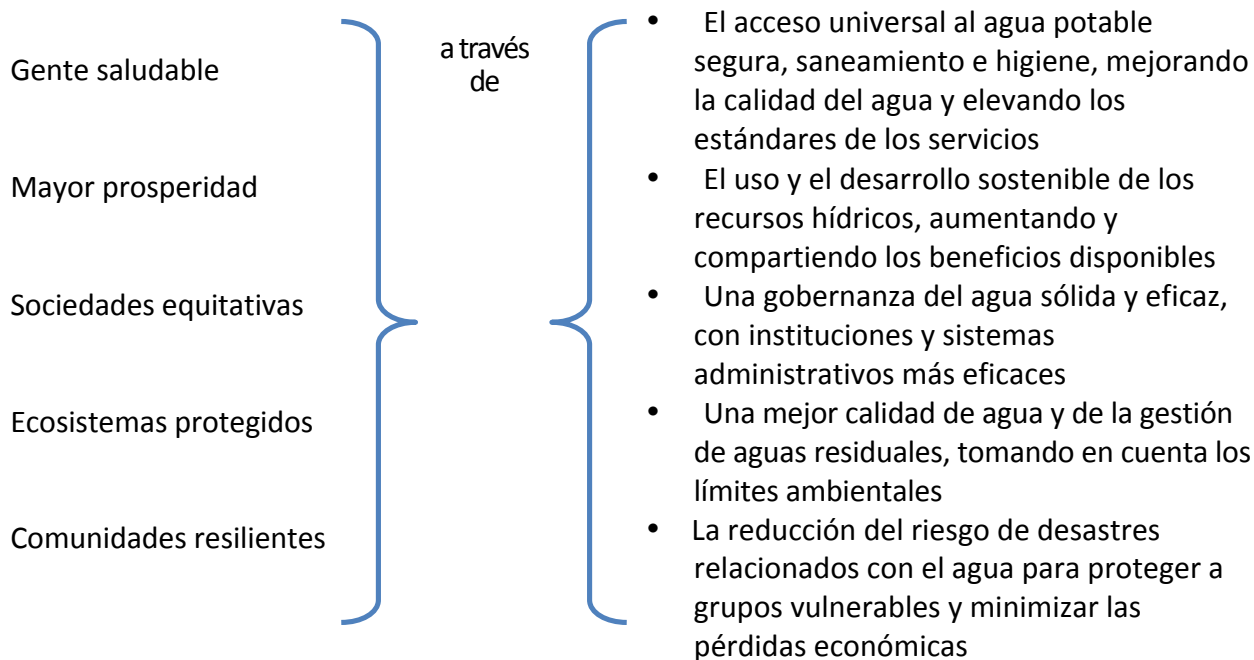 Gente saludable
Mayor prosperidad
Sociedades equitativas
Ecosistemas protegidos
Comunidades resilientes
a través
de
• El acceso universal al agua potable
segura, saneamiento e higiene, mejorando
la calidad del agua y elevando los
estándares de los servicios
• El uso y el desarrollo sostenible de los
recursos hídricos, aumentando y
compartiendo los beneficios disponibles
• Una gobernanza del agua sólida y eficaz,
con instituciones y sistemas
administrativos más eficaces
• Una mejor calidad de agua y de la gestión
de aguas residuales, tomando en cuenta los
límites ambientales
• La reducción del riesgo de desastres
relacionados con el agua para proteger a
grupos vulnerables y minimizar las
pérdidas económicas